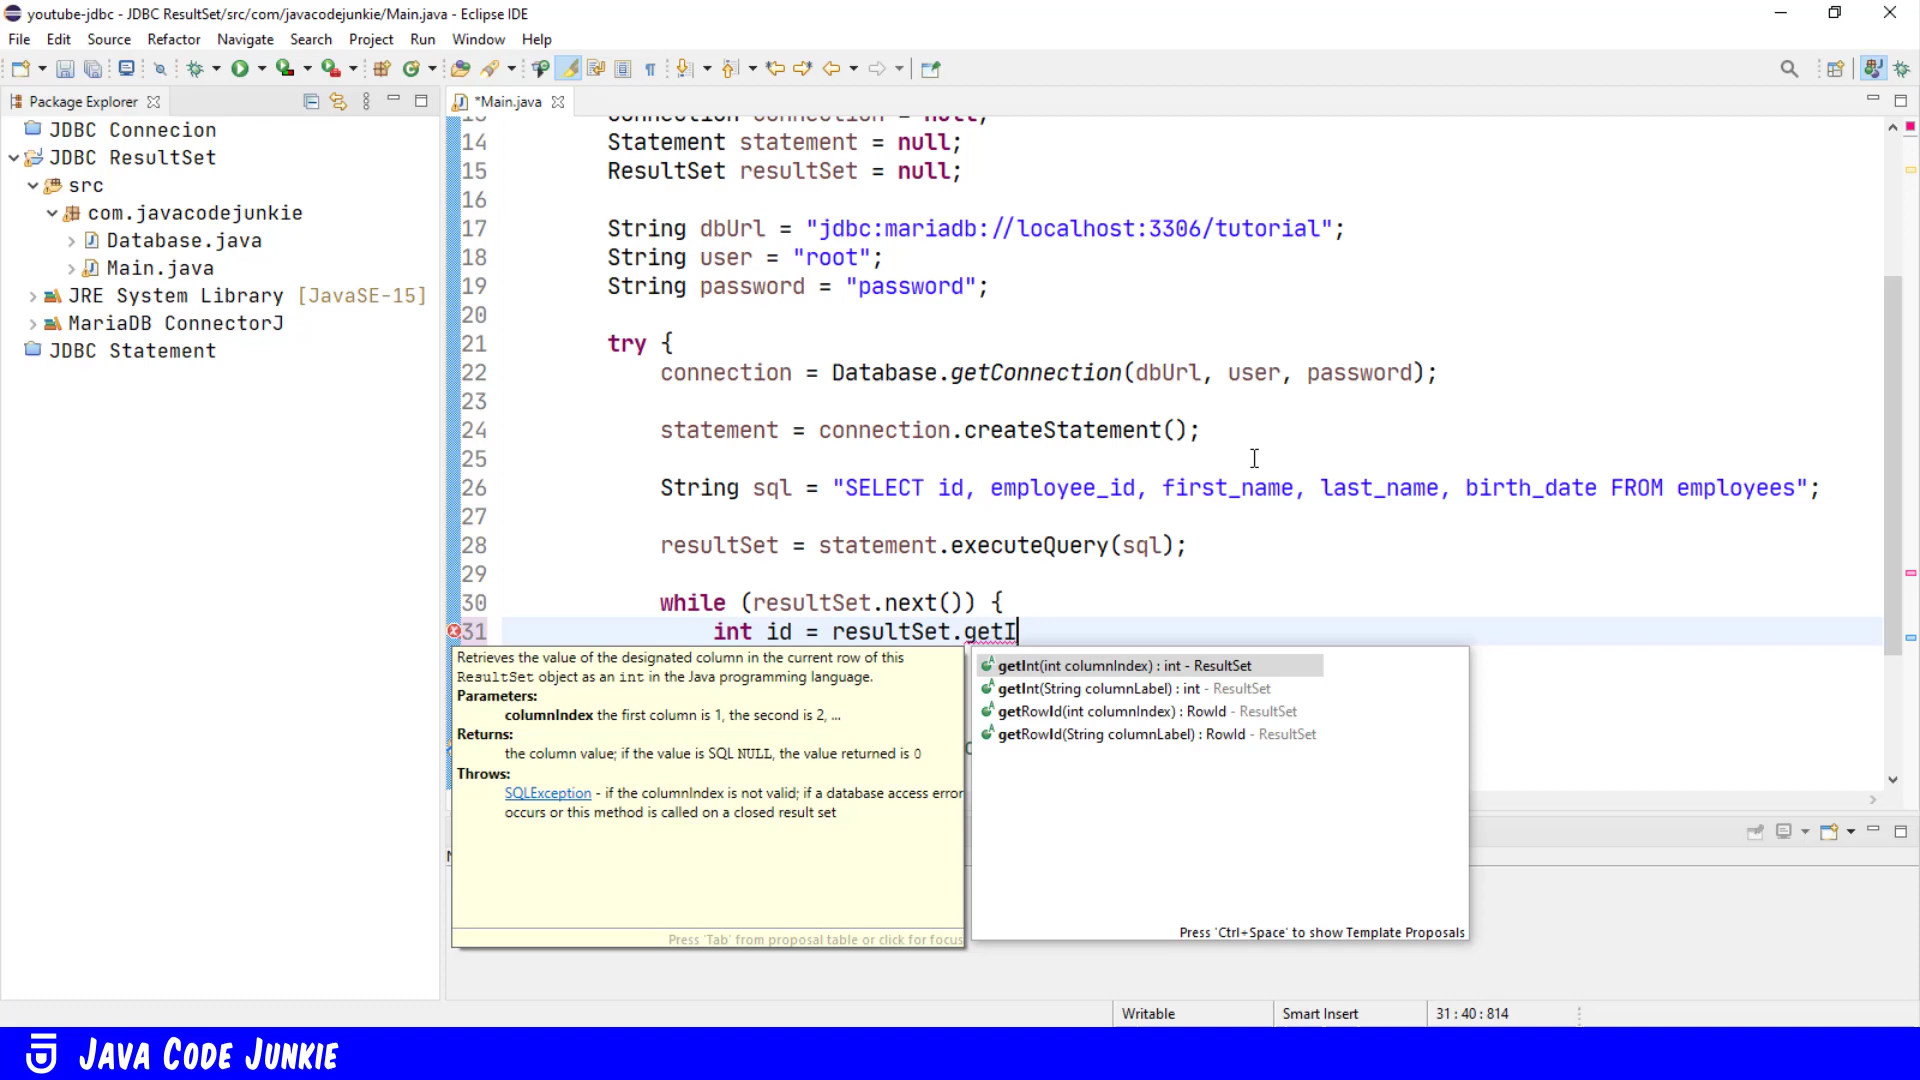 youtube-jdbc - JDBC ResultSet/src/com/javacodejunkie/Main.java - Eclipse IDE
File Edit Source Refactor Navigate Search Project Run Window Help
Package Explorer
JDBC Connecion
JDBC ResultSet
src
com.javacodejunkie
Database.java
Main.java
JRE System Library [JavaSE-15]
MariaDB ConnectorJ
JDBC Statement
*Main.java
13 Connection connection = null;
14 Statement statement = null;
15 ResultSet resultSet = null;
16
17 String dbUrl = "jdbc:mariadb://localhost:3306/tutorial";
18 String user = "root";
19 String password = "password";
20
21 try {
22 connection = Database.getConnection(dbUrl, user, password);
23
24 statement = connection.createStatement();
25
26 String sql = "SELECT id, employee_id, first_name, last_name, birth_date FROM employees";
27
28 resultSet = statement.executeQuery(sql);
29
30 while (resultSet.next()) {
31 int id = resultSet.getI
Retrieves the value of the designated column in the current row of this
ResultSet object as an int in the Java programming language.
Parameters:
columnIndex the first column is 1, the second is 2, ...
Returns:
the column value; if the value is SQL NULL, the value returned is 0
Throws:
SQLException - if the columnIndex is not valid; if a database access error
occurs or this method is called on a closed result set
Press 'Tab' from proposal table or click for focus
getInt(int columnIndex) : int - ResultSet
getInt(String columnLabel) : int - ResultSet
getRowId(int columnIndex) : RowId - ResultSet
getRowId(String columnLabel) : RowId - ResultSet
Press 'Ctrl+Space' to show Template Proposals
Writable
Smart Insert
31 : 40 : 814
JAVA CODE JUNKIE